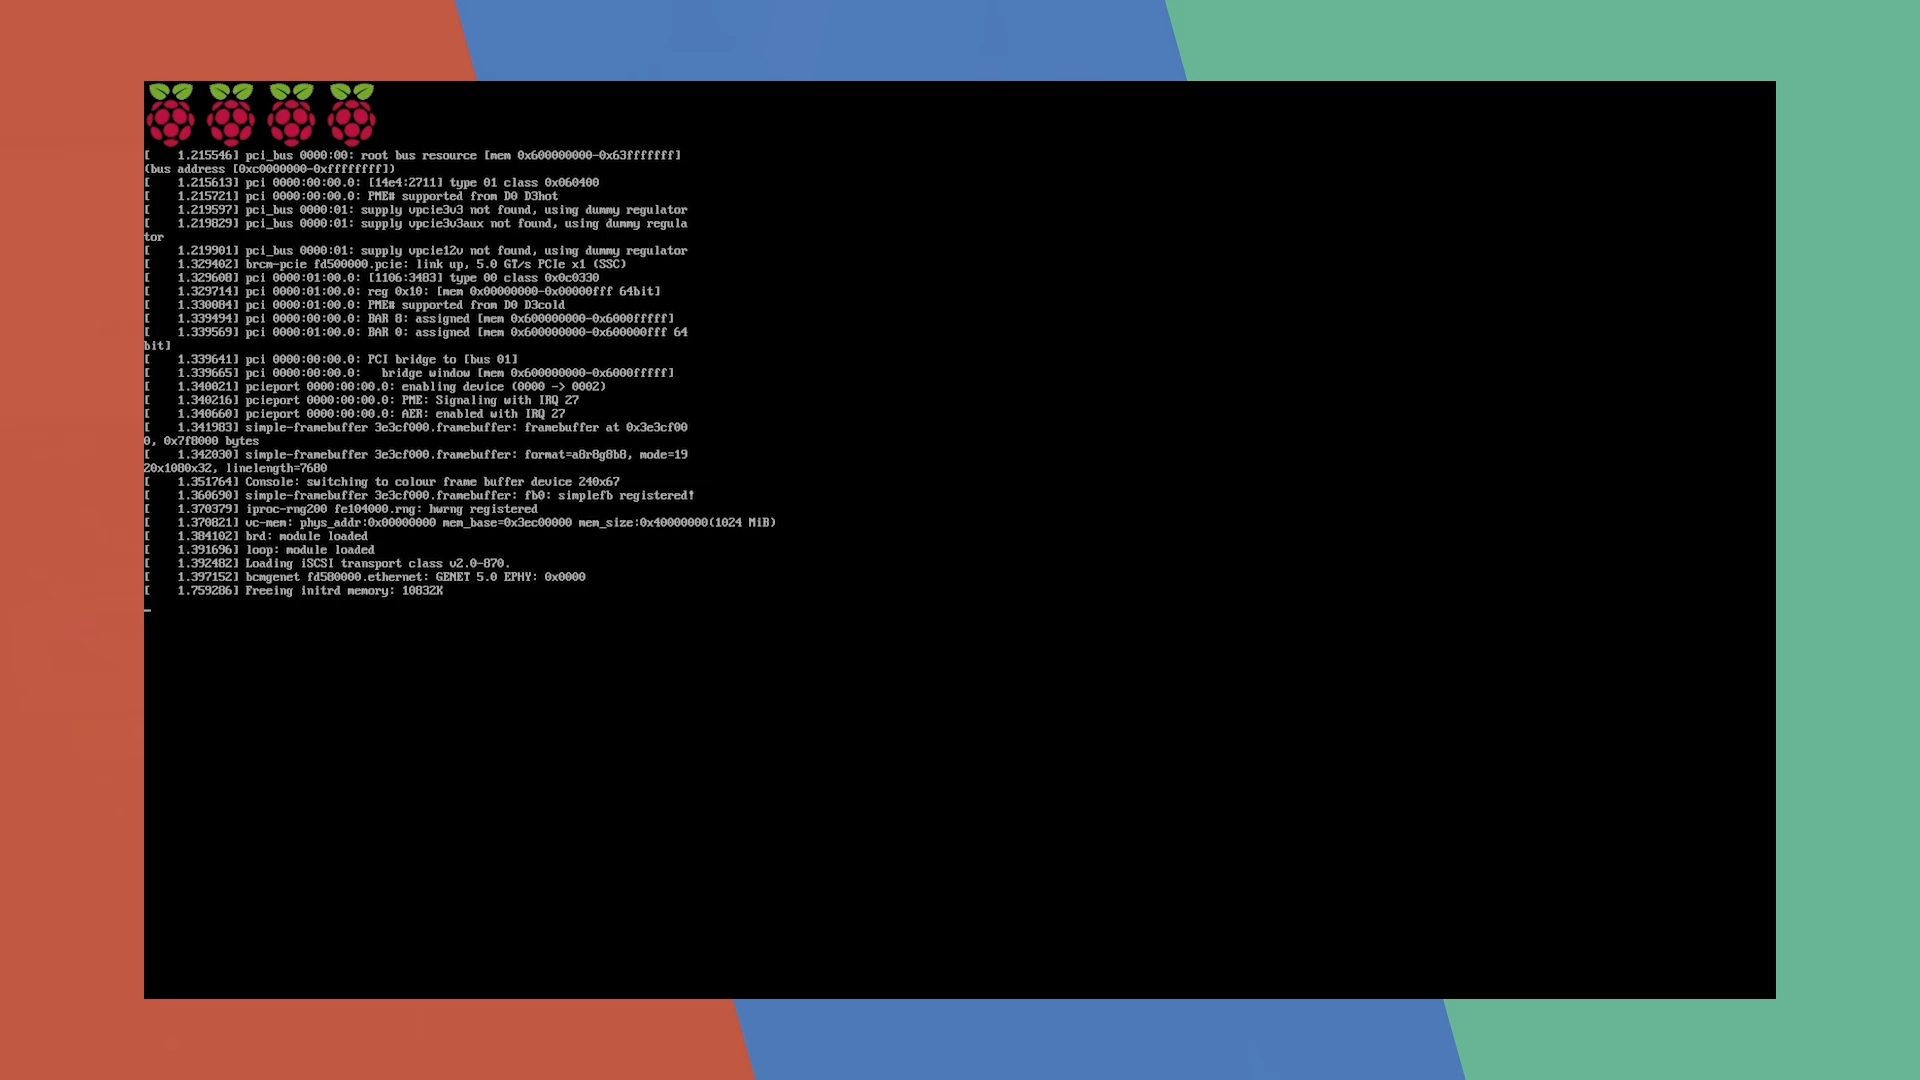 [    1.215546] pci_bus 0000:00: root bus resource [mem 0x600000000-0x63fffffff]
(bus address [0xc0000000-0xffffffff])
[    1.215613] pci 0000:00:00.0: [14e4:2711] type 01 class 0x060400
[    1.215721] pci 0000:00:00.0: PME# supported from D0 D3hot
[    1.219597] pci_bus 0000:01: supply vpcie3v3 not found, using dummy regulator
[    1.219829] pci_bus 0000:01: supply vpcie3v3aux not found, using dummy regula
tor
[    1.219901] pci_bus 0000:01: supply vpcie12v not found, using dummy regulator
[    1.329402] brcm-pcie fd500000.pcie: link up, 5.0 GT/s PCIe x1 (SSC)
[    1.329608] pci 0000:01:00.0: [1106:3483] type 00 class 0x0c0330
[    1.329714] pci 0000:01:00.0: reg 0x10: [mem 0x00000000-0x00000fff 64bit]
[    1.330084] pci 0000:01:00.0: PME# supported from D0 D3cold
[    1.339494] pci 0000:00:00.0: BAR 8: assigned [mem 0x600000000-0x6000fffff]
[    1.339569] pci 0000:01:00.0: BAR 0: assigned [mem 0x600000000-0x600000fff 64
bit]
[    1.339641] pci 0000:00:00.0: PCI bridge to [bus 01]
[    1.339665] pci 0000:00:00.0:   bridge window [mem 0x600000000-0x6000fffff]
[    1.340021] pcieport 0000:00:00.0: enabling device (0000 -> 0002)
[    1.340216] pcieport 0000:00:00.0: PME: Signaling with IRQ 27
[    1.340660] pcieport 0000:00:00.0: AER: enabled with IRQ 27
[    1.341983] simple-framebuffer 3e3cf000.framebuffer: framebuffer at 0x3e3cf00
0, 0x7f8000 bytes
[    1.342030] simple-framebuffer 3e3cf000.framebuffer: format=a8r8g8b8, mode=19
20x1080x32, linelength=7680
[    1.351764] Console: switching to colour frame buffer device 240x67
[    1.360690] simple-framebuffer 3e3cf000.framebuffer: fb0: simplefb registered!
[    1.370379] iproc-rng200 fe104000.rng: hwrng registered
[    1.370821] vc-mem: phys_addr:0x00000000 mem_base=0x3ec00000 mem_size:0x40000000(1024 MiB)
[    1.384102] brd: module loaded
[    1.391696] loop: module loaded
[    1.392482] Loading iSCSI transport class v2.0-870.
[    1.397152] bcmgenet fd580000.ethernet: GENET 5.0 EPHY: 0x0000
[    1.759286] Freeing initrd memory: 10832K